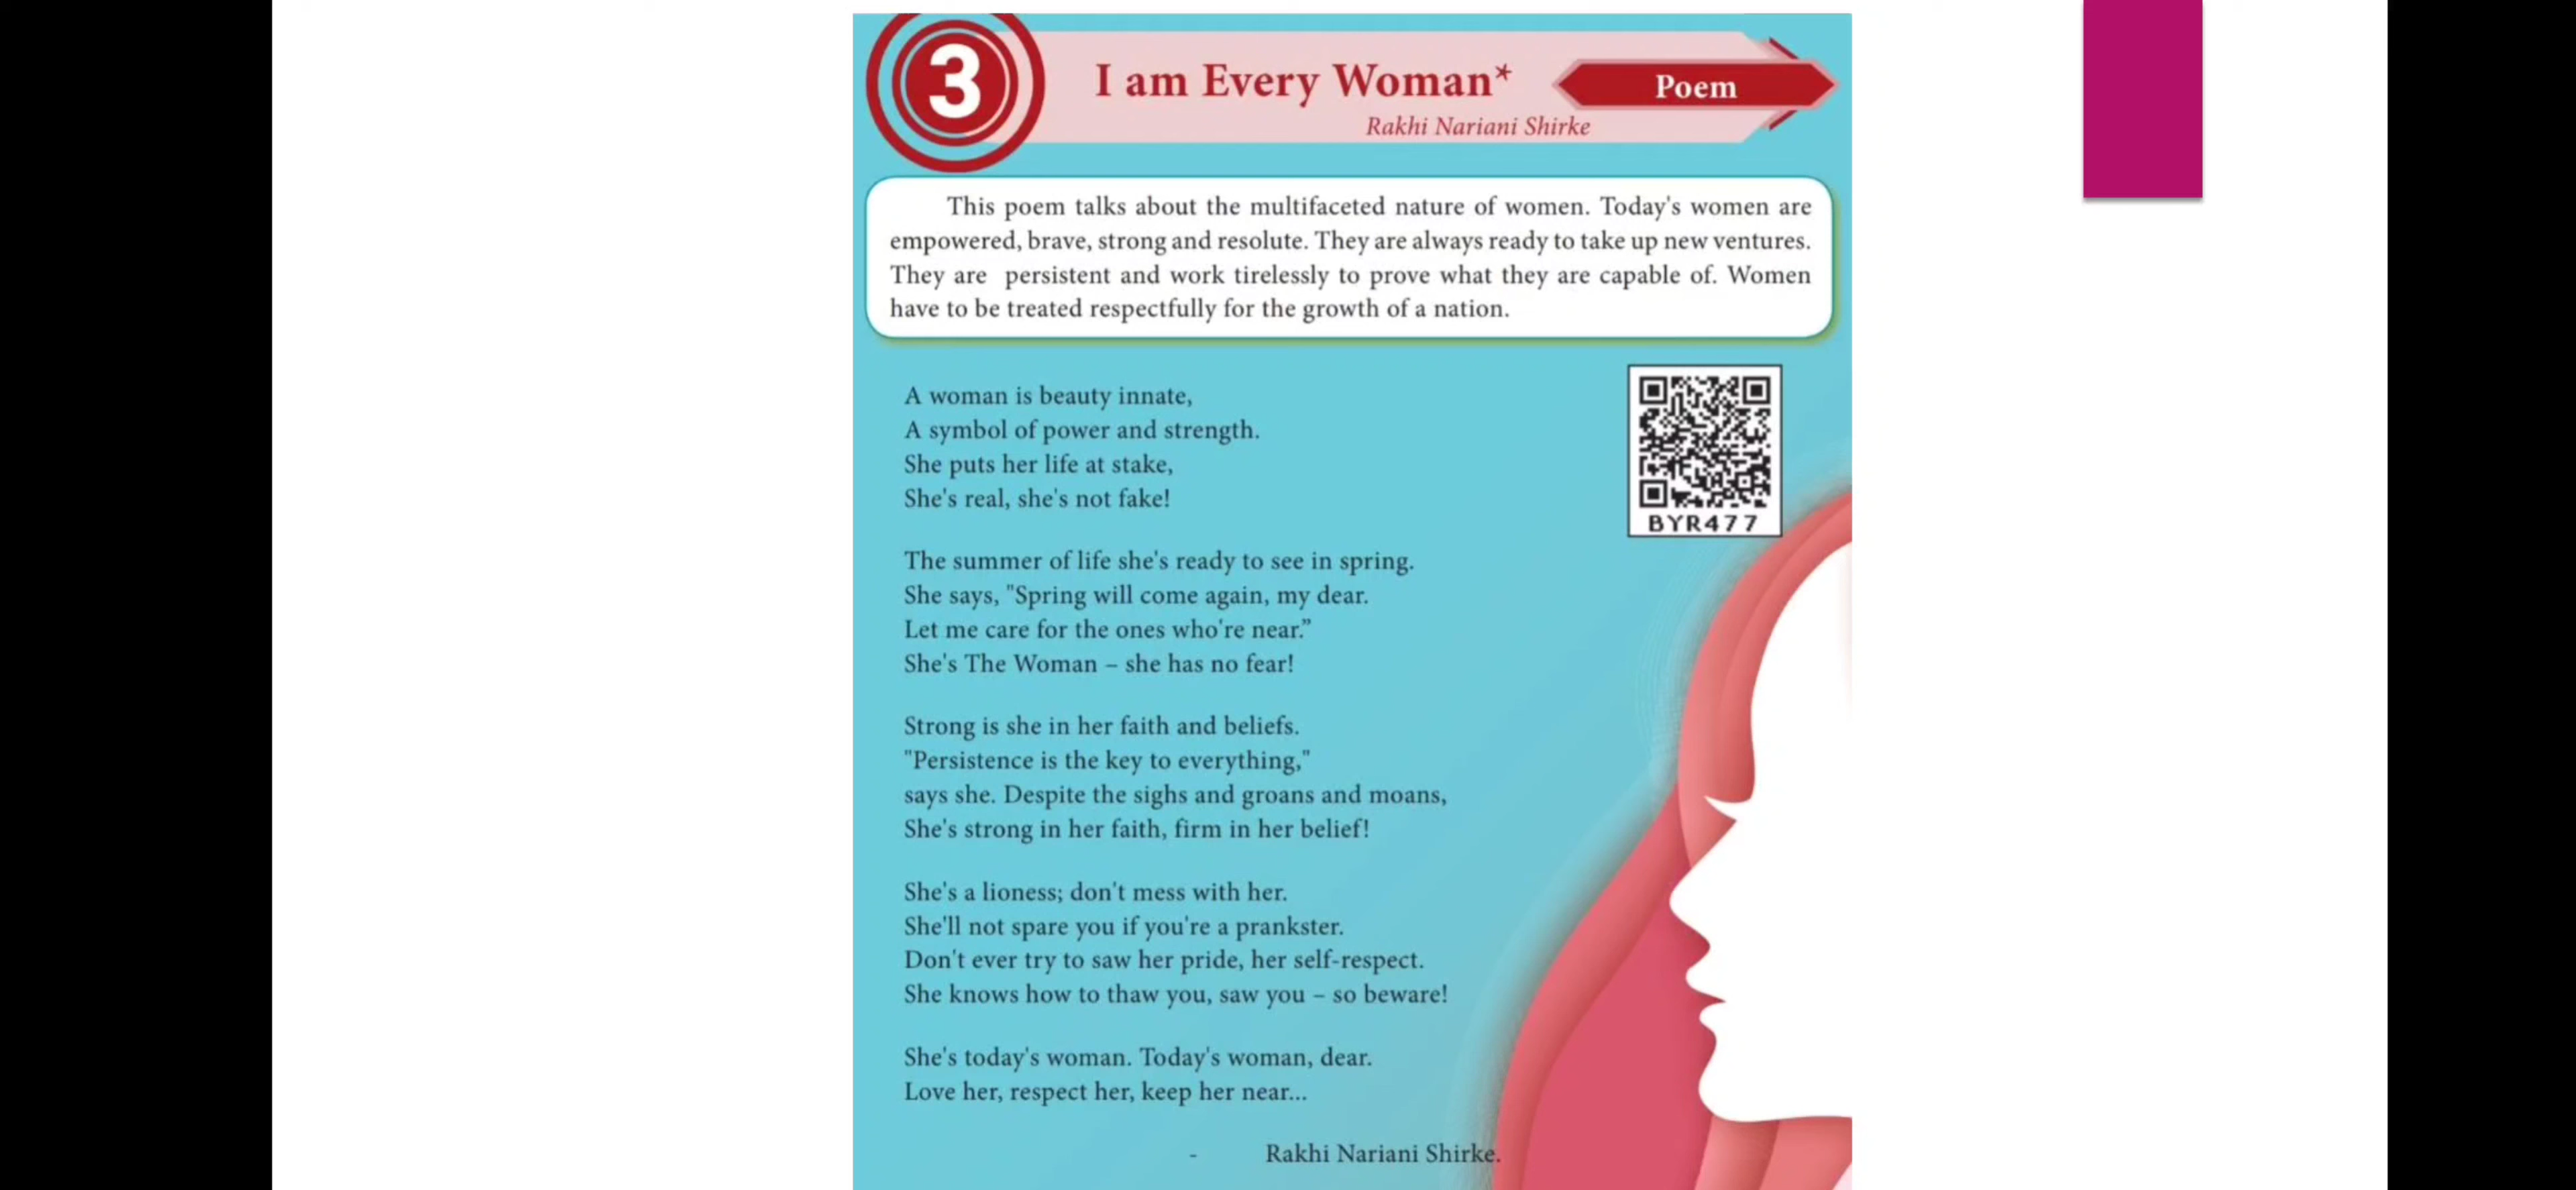 3
I am Every Woman*
Poem
Rakhi Nariani Shirke
This poem talks about the multifaceted nature of women. Today's women are
empowered, brave, strong and resolute. They are always ready to take up new ventures.
They are persistent and work tirelessly to prove what they are capable of. Women
have to be treated respectfully for the growth of a nation.
A woman is beauty innate,
A symbol of power and strength.
She puts her life at stake,
She's real, she's not fake!
BYR477
The summer of life she's ready to see in spring.
She says, "Spring will come again, my dear.
Let me care for the ones who're near.”
She's The Woman – she has no fear!
Strong is she in her faith and beliefs.
"Persistence is the key to everything,"
says she. Despite the sighs and groans and moans,
She's strong in her faith, firm in her belief!
She's a lioness; don't mess with her.
She'll not spare you if you're a prankster.
Don't ever try to saw her pride, her self-respect.
She knows how to thaw you, saw you – so beware!
She's today's woman. Today's woman, dear.
Love her, respect her, keep her near...
- Rakhi Nariani Shirke.